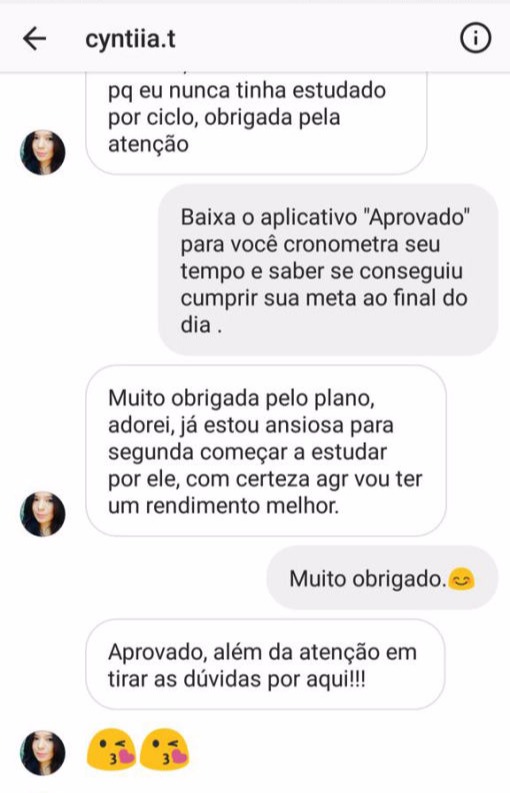 cyntiia.t
pq eu nunca tinha estudado
por ciclo, obrigada pela
atenção
Baixa o aplicativo "Aprovado"
para você cronometra seu
tempo e saber se conseguiu
cumprir sua meta ao final do
dia .
Muito obrigada pelo plano,
adorei, já estou ansiosa para
segunda começar a estudar
por ele, com certeza agr vou ter
um rendimento melhor.
Muito obrigado.😊
Aprovado, além da atenção em
tirar as dúvidas por aqui!!!
😘😘